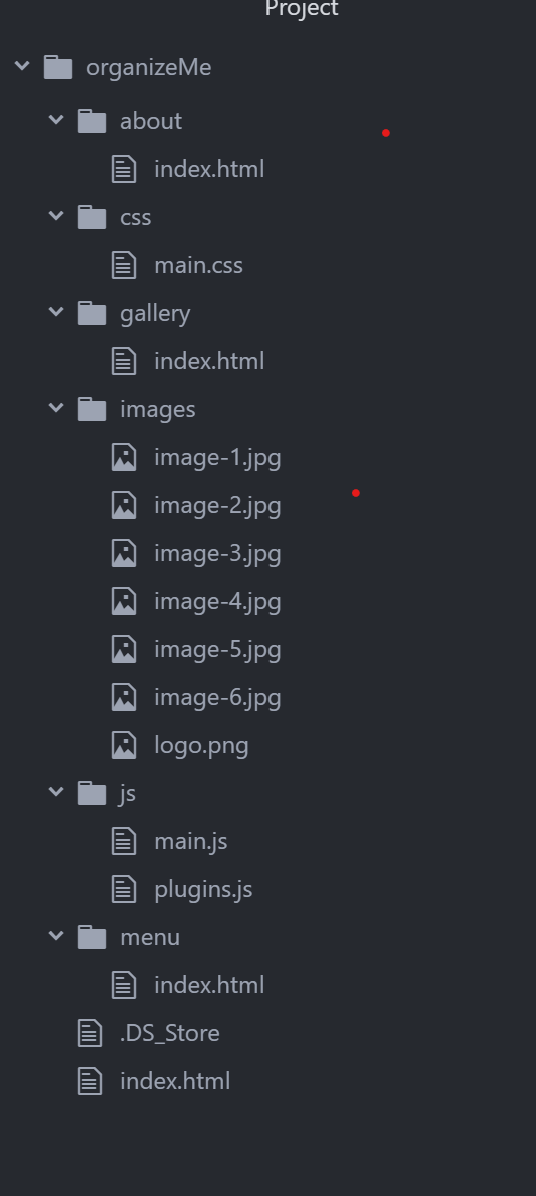 Project
organizeMe
about
index.html
css
main.css
gallery
index.html
images
image-1.jpg
image-2.jpg
image-3.jpg
image-4.jpg
image-5.jpg
image-6.jpg
logo.png
js
main.js
plugins.js
menu
index.html
.DS_Store
index.html